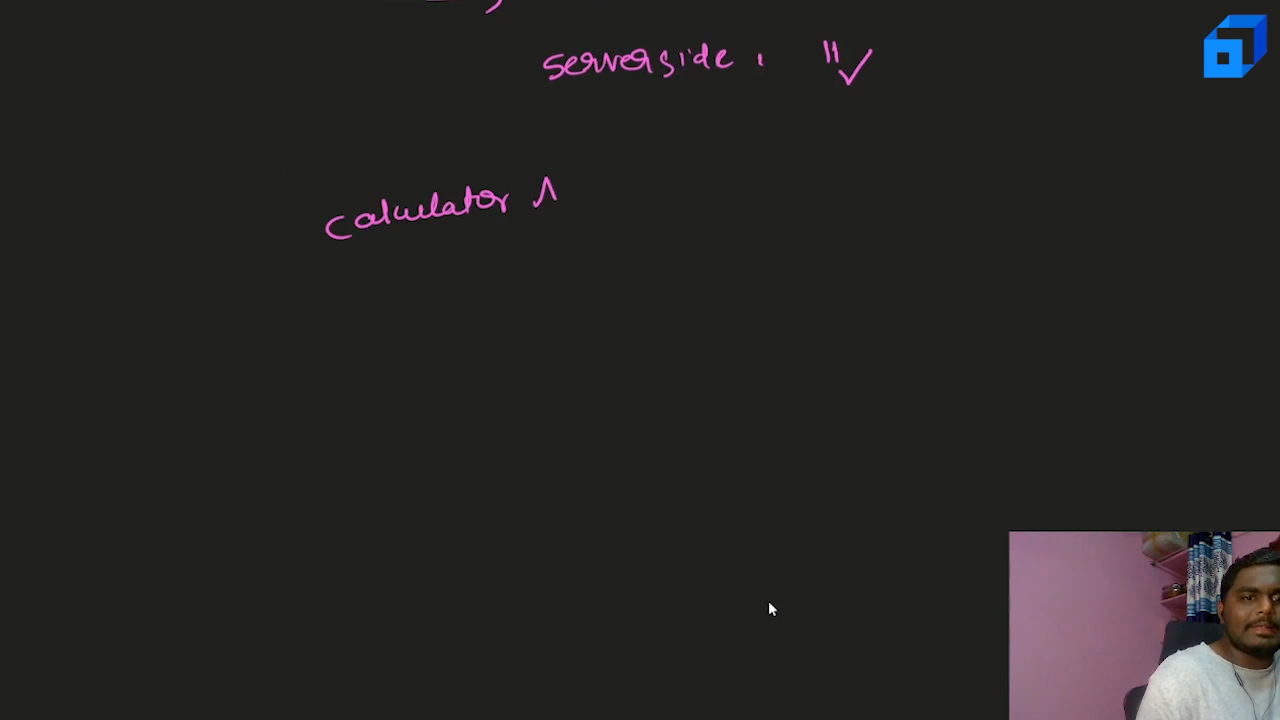 serverside , "✓
calculator